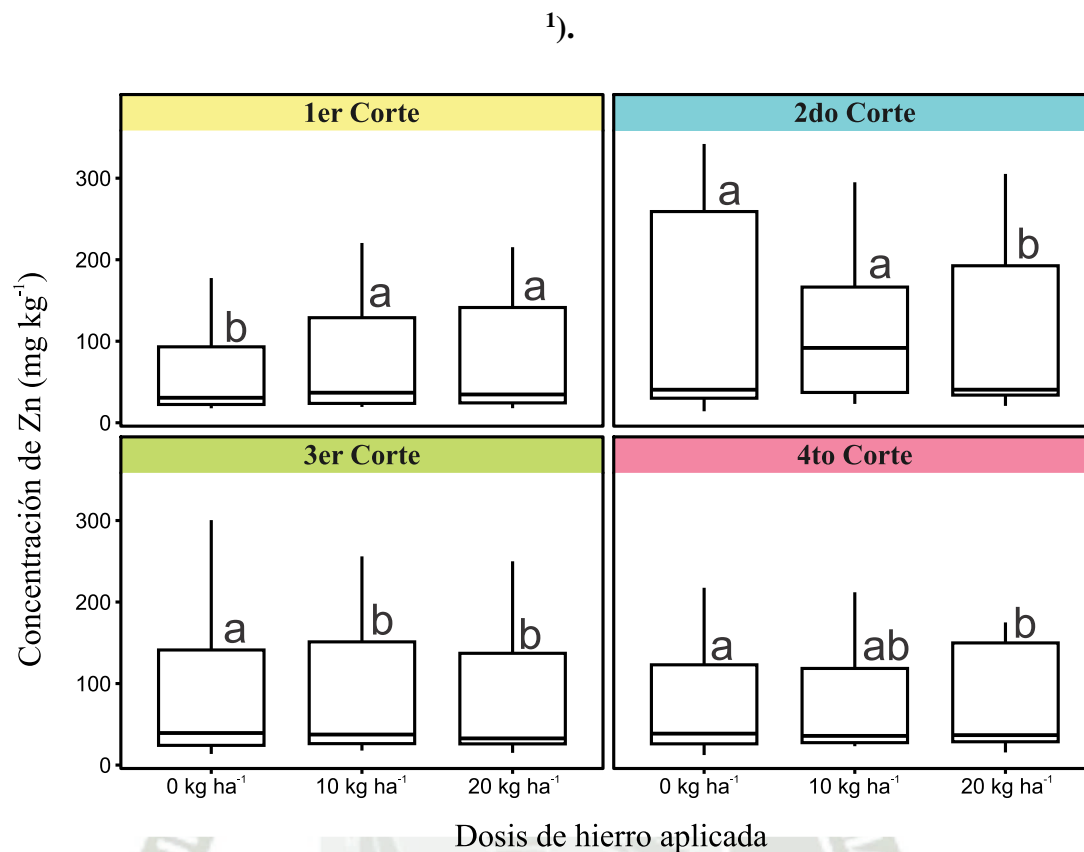 ¹).
1er Corte
2do Corte
300
200
100
0
b
a
a
a
a
b
3er Corte
4to Corte
300
200
100
0
a
b
b
a
ab
b
0 kg ha⁻¹
10 kg ha⁻¹
20 kg ha⁻¹
0 kg ha⁻¹
10 kg ha⁻¹
20 kg ha⁻¹
Concentración de Zn (mg kg⁻¹)
Dosis de hierro aplicada